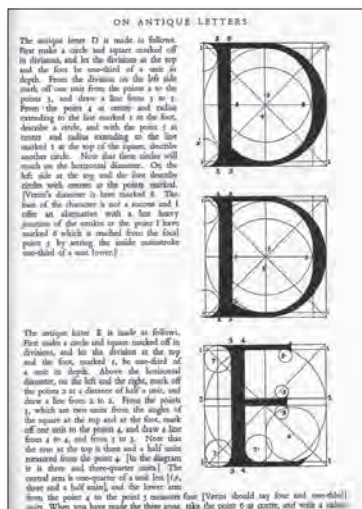 ON ANTIQUE LETTERS
The antique letter D is made as follows.
First make a circle and square marked off
in divisions, and let the divisions at the top
and the foot be one-third of a unit in
depth. From the division on the left side
mark off one unit from the points 2 to the
points 3, and draw a line from 3 to 3.
From the point 4 as centre and radius
extending to the line marked 1 at the foot,
describe a circle, and with the point 5 as
centre and radius extending to the line
marked 1 at the top of the square, describe
another circle. Note that these circles will
touch on the horizontal diameter. On the
left side at the top and the foot describe
circles with centres at the points marked.
[Verini's diameter is here marked 8. The
base of the character is not a success and I
offer an alternative with a less heavy
junction of the strokes at the point I have
marked 6 which is reached from the focal
point 5 by setting the inside
one-third of a unit lower.]
The antique letter E is made as follows.
First make a circle and square marked off in
divisions, and let the division at the top
and the foot, marked 1, be one-third of
a unit in depth. Above the horizontal
diameter, on the left and the right, mark off
the points 2 at a distance of half a unit, and
draw a line from 2 to 2. From the points
3, which are two units from the angles of
the square at the top and at the foot, mark
off one unit to the point 4, and draw a line
from 4 to 4, and from 3 to 3. Note that
the arm at the top is three and a half units
measured from the point 4. [In the diagram
it is three and three-quarter units.] The
central arm is one-quarter of a unit less [i.e.,
three and a half units], and the lower arm
from the point 4 to the point 5 measures four [Verini should say four and one-third]
units. When you have made the three arms, take the point 6 as centre, and with a radius